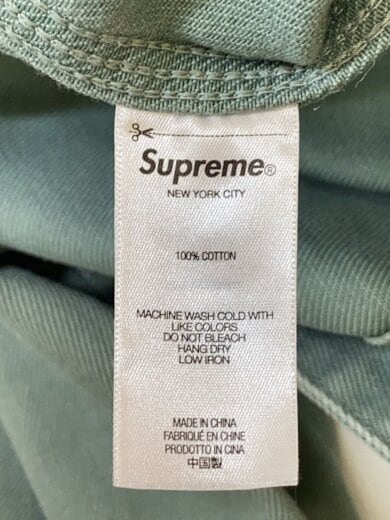 Supreme®
NEW YORK CITY
100% COTTON
MACHINE WASH COLD WITH
LIKE COLORS
DO NOT BLEACH
HANG DRY
LOW IRON
MADE IN CHINA
FABRIQUÉ EN CHINE
PRODOTTO IN CINA
中国製